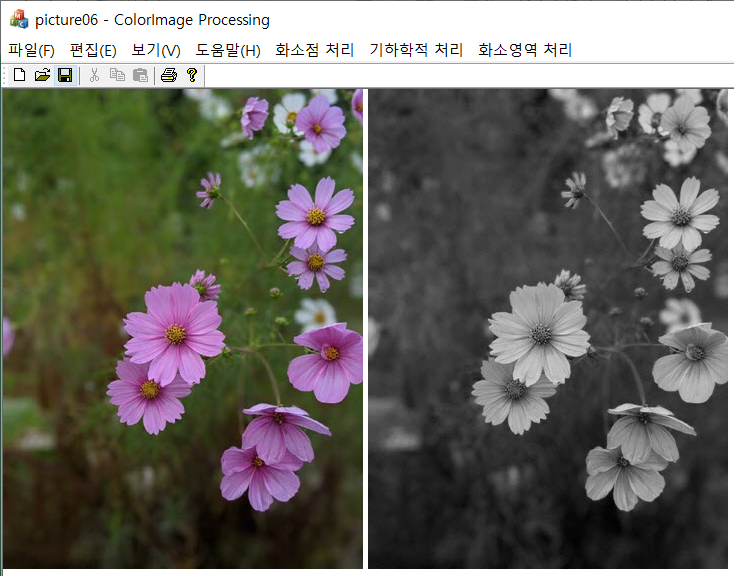 picture06 - ColorImage Processing
파일(F) 편집(E) 보기(V) 도움말(H) 화소점 처리 기하학적 처리 화소영역 처리